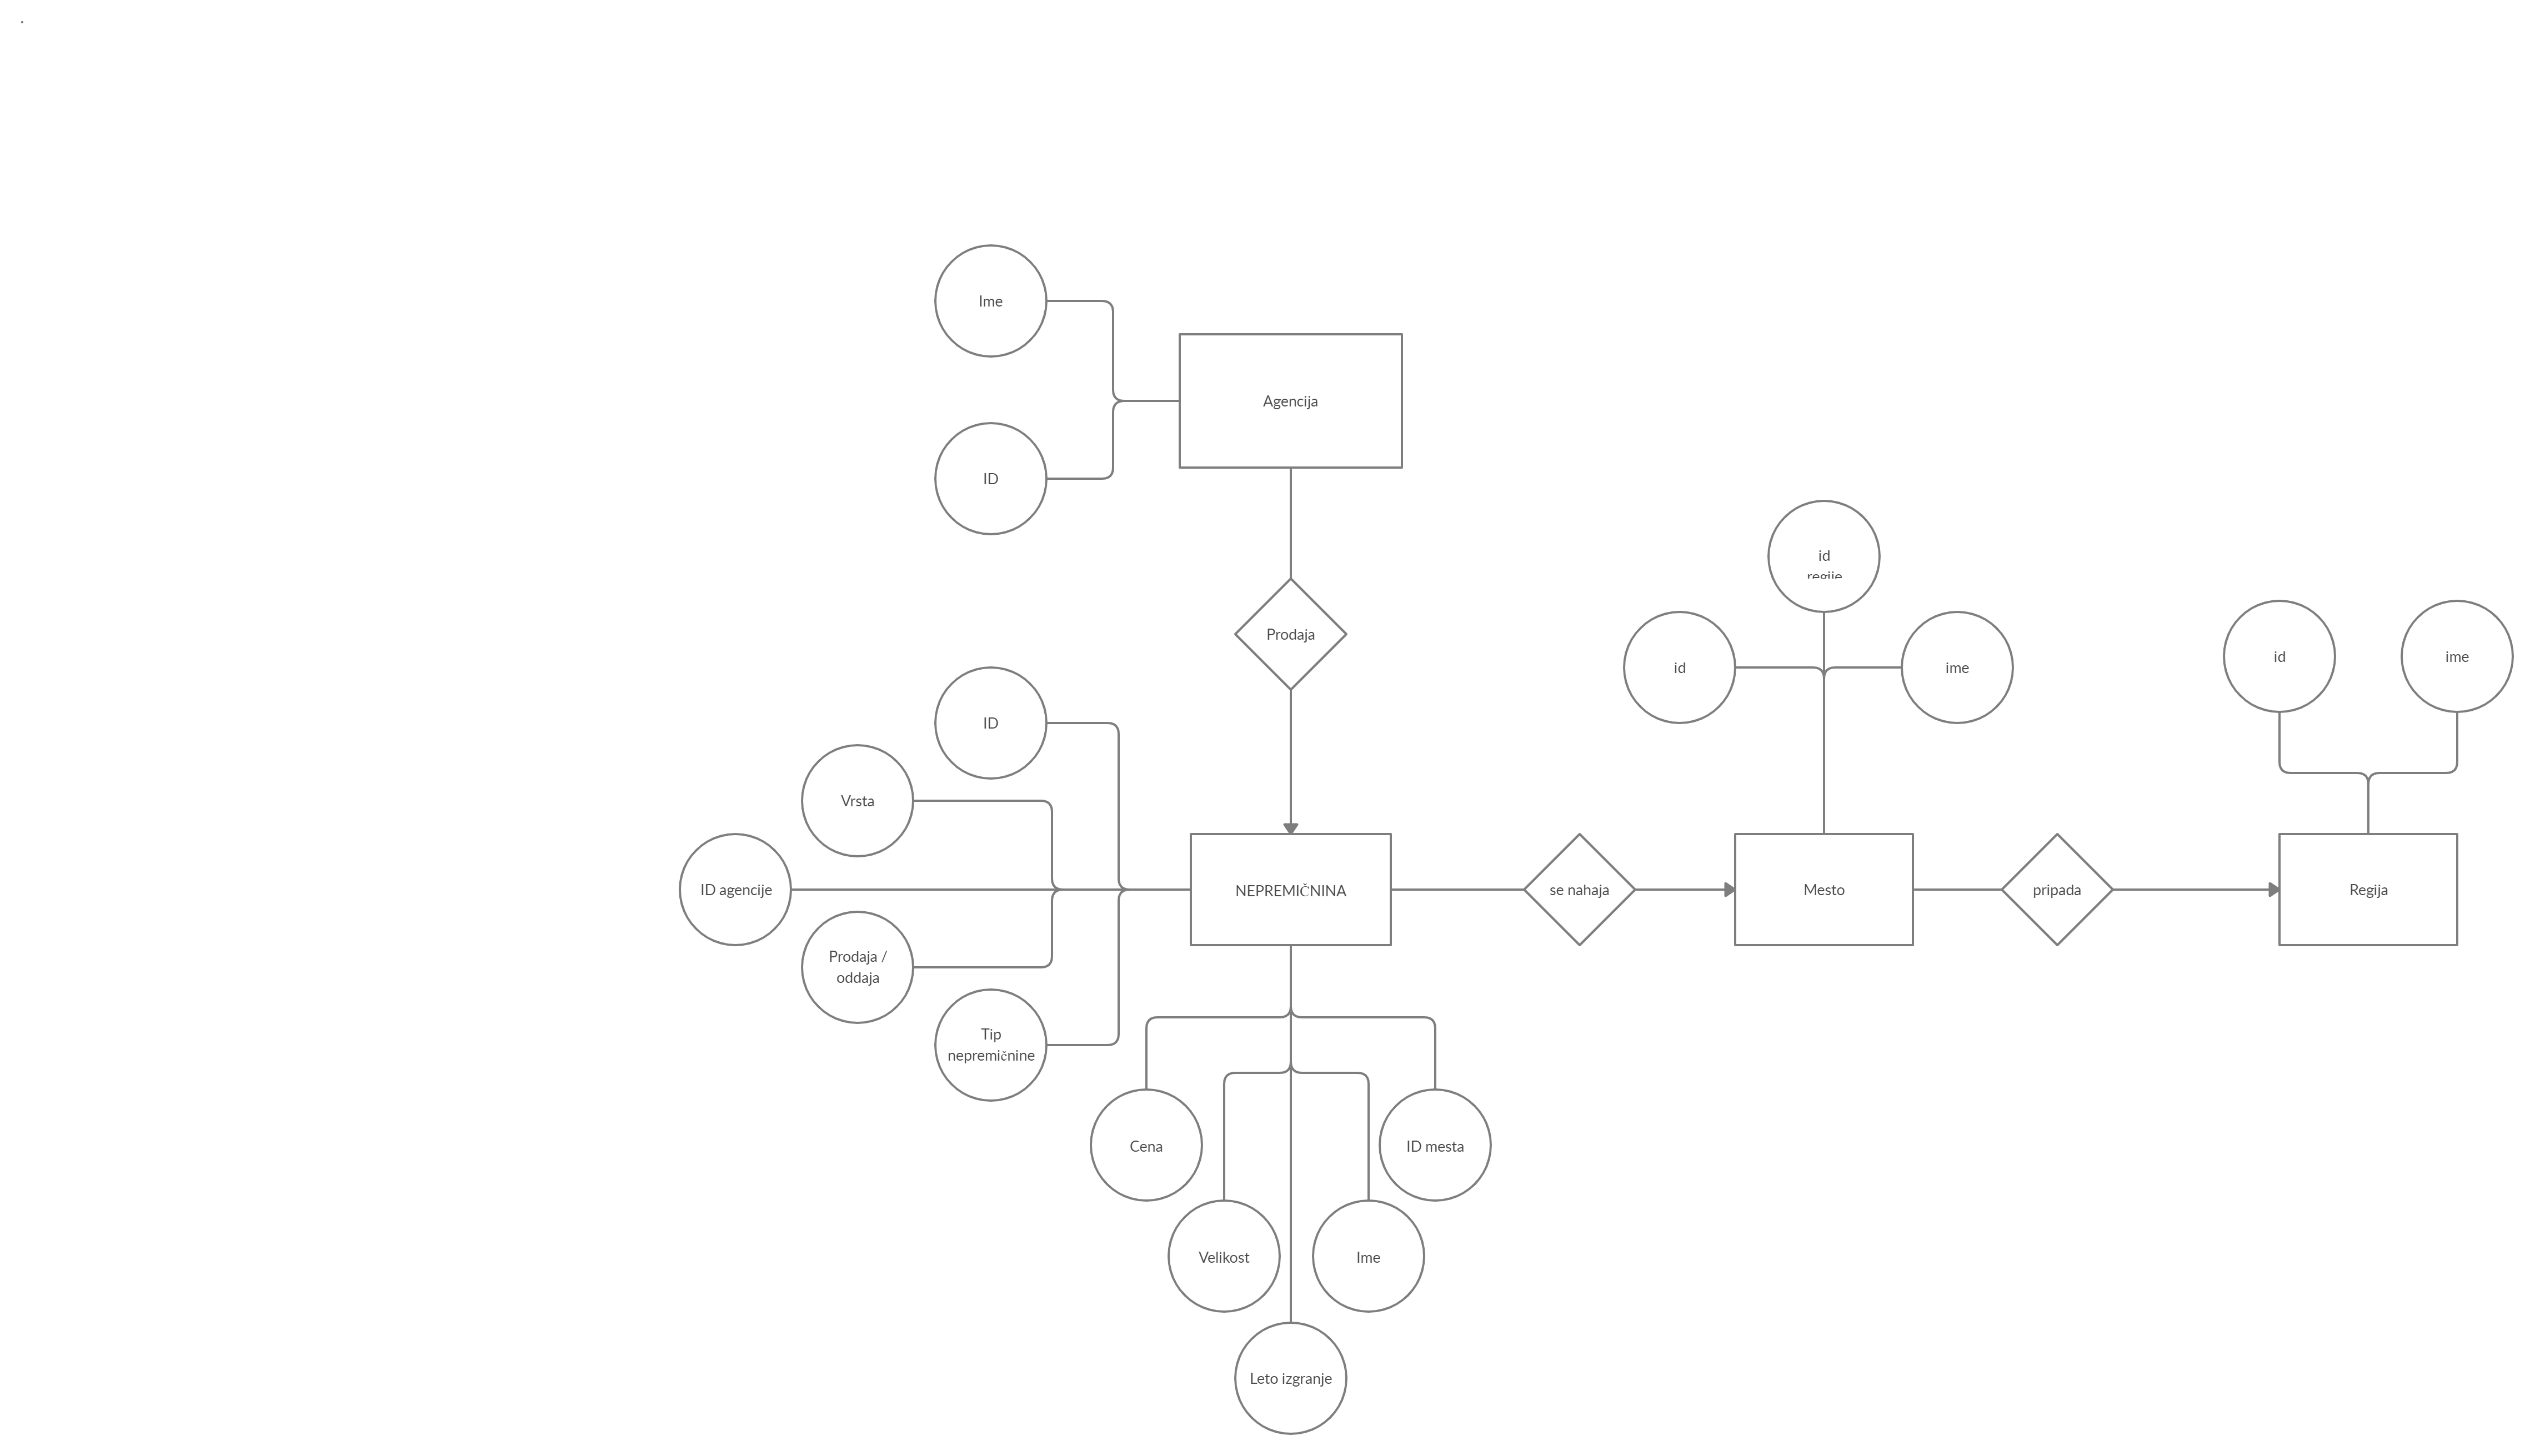 Ime
Agencija
ID
id
regije
Prodaja
id
ime
id
ime
ID
Vrsta
ID agencije
NEPREMIČNINA
se nahaja
Mesto
pripada
Regija
Prodaja /
oddaja
Tip
nepremičnine
Cena
ID mesta
Velikost
Ime
Leto izgranje